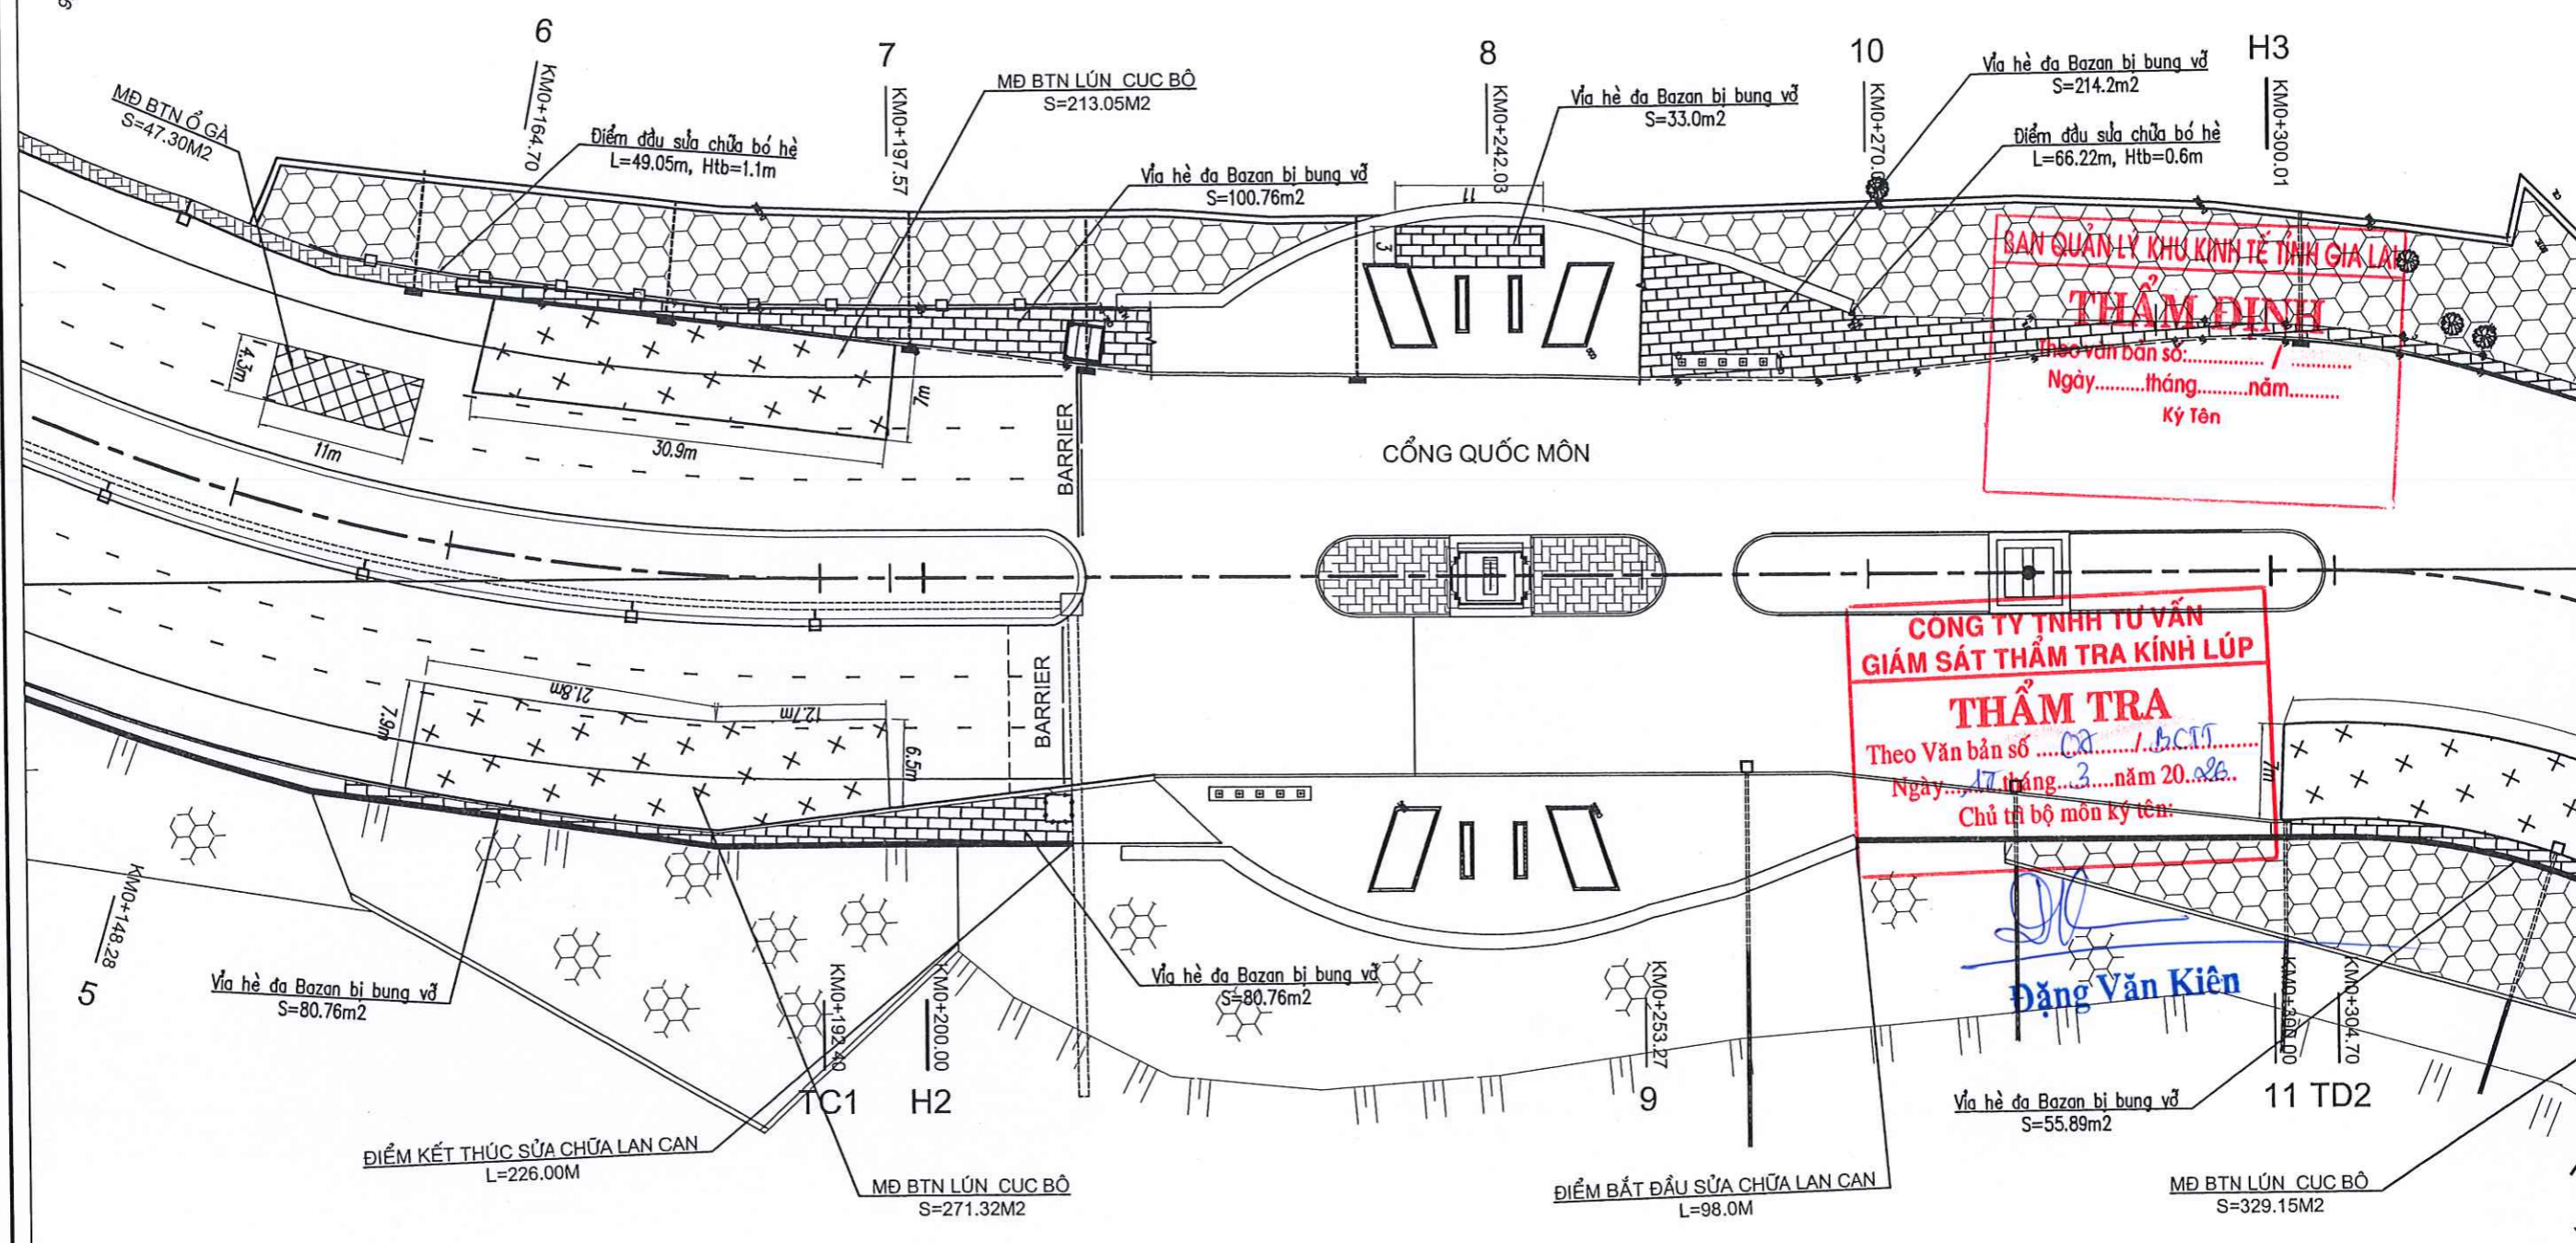 6
KM0+164.70
7
KM0+197.57
8
KM0+242.03
10
KM0+270.0
H3
KM0+300.01
MĐ BTN Ổ GÀ
S=47.30M2
Điểm đầu sửa chữa bó hè
L=49.05m, Htb=1.1m
MĐ BTN LÚN CỤC BỘ
S=213.05M2
Vỉa hè đá Bazan bị bung vỡ
S=100.76m2
Vỉa hè đá Bazan bị bung vỡ
S=33.0m2
Vỉa hè đá Bazan bị bung vỡ
S=214.2m2
Điểm đầu sửa chữa bó hè
L=66.22m, Htb=0.6m
11
3
4.3m
11m
30.9m
7m
BARRIER
CỔNG QUỐC MÔN
BAN QUẢN LÝ KHU KINH TẾ TỈNH GIA LAI
THẨM ĐỊNH
Theo văn bản số:............. / ............
Ngày..........tháng..........năm..........
Ký Tên
BARRIER
21.8m
12.7m
7.9m
6.5m
7m
CÔNG TY TNHH TƯ VẤN
GIÁM SÁT THẨM TRA KÍNH LÚP
THẨM TRA
Theo Văn bản số ....07..../.BCTT.......
Ngày...17.tháng...3....năm 20..26..
Chủ trì bộ môn ký tên:
Đặng Văn Kiên
KM0+148.28
5
Vỉa hè đá Bazan bị bung vỡ
S=80.76m2
KM0+192.40
TC1
KM0+200.00
H2
Vỉa hè đá Bazan bị bung vỡ
S=80.76m2
KM0+253.27
9
KM0+300.00
11
KM0+304.70
TD2
Vỉa hè đá Bazan bị bung vỡ
S=55.89m2
ĐIỂM KẾT THÚC SỬA CHỮA LAN CAN
L=226.00M
MĐ BTN LÚN CỤC BỘ
S=271.32M2
ĐIỂM BẮT ĐẦU SỬA CHỮA LAN CAN
L=98.0M
MĐ BTN LÚN CỤC BỘ
S=329.15M2